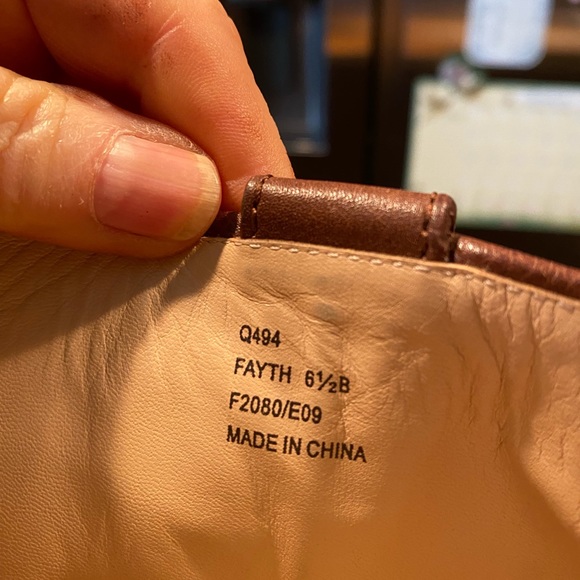 Q494
FAYTH 6½B
F2080/E09
MADE IN CHINA